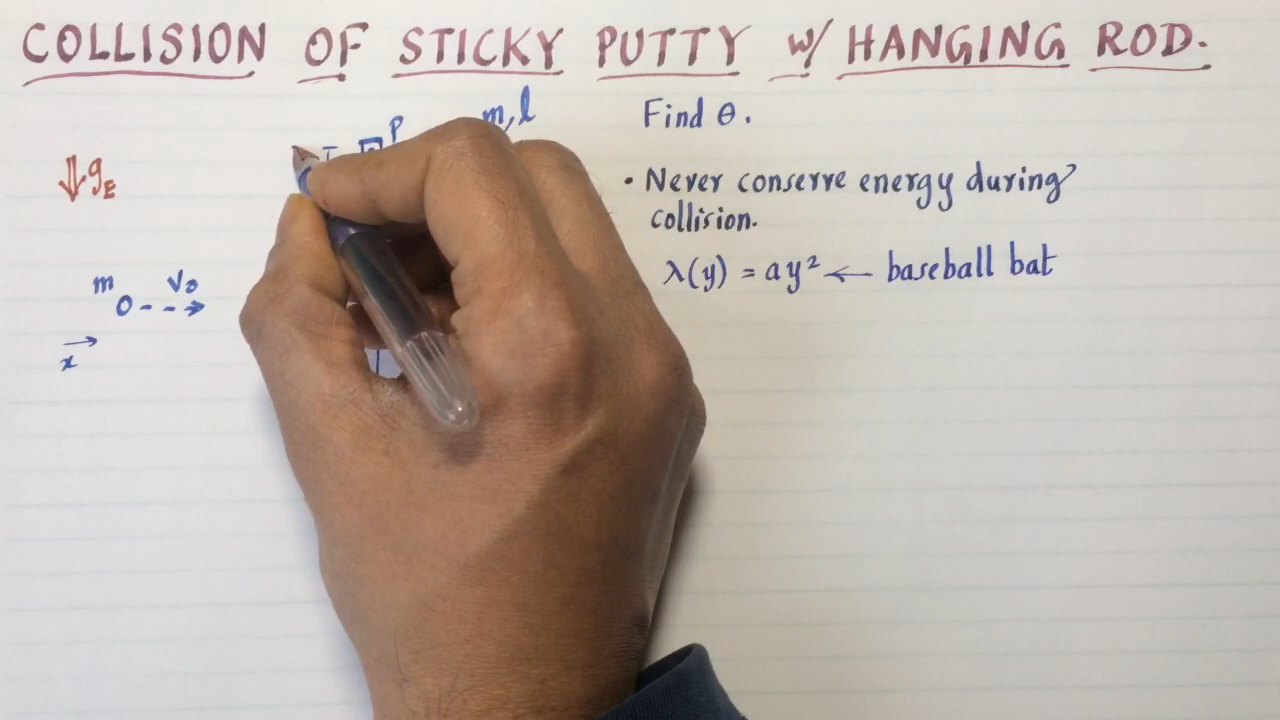 COLLISION OF STICKY PUTTY w/ HANGING ROD.
m, l
P
Find θ.
g_E
• Never conserve energy during
collision.
λ(y) = ay² ← baseball bat
m v₀
x